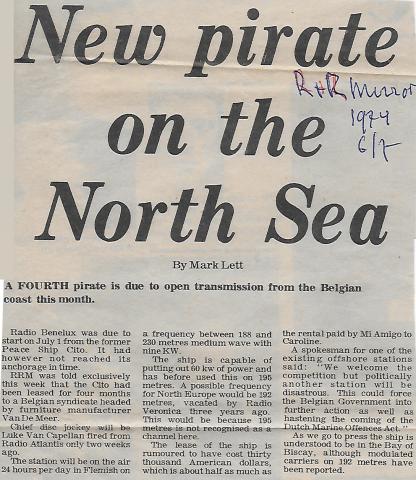 New pirate
on the
North Sea
R+R Mirror
1974
6/7
By Mark Lett
A FOURTH pirate is due to open transmission from the Belgian
coast this month.
Radio Benelux was due to
start on July 1 from the former
Peace Ship Cito. It had
however not reached its
anchorage in time.
RRM was told exclusively
this week that the Cito had
been leased for four months
to a Belgian syndicate headed
by furniture manufacturer
Van De Meer.
Chief disc jockey will be
Luke Van Capellan fired from
Radio Atlantis only two weeks
ago.
The station will be on air
24 hours per day in Flemish on
a frequency between 188 and
230 metres medium wave with
nine KW.
The ship is capable of
putting out 60 kw of power and
has before used this on 195
metres. A possible frequency
for North Europe would be 192
metres, vacated by Radio
Veronica three years ago.
This would be because 195
metres is not recognised as a
channel here.
The lease of the ship is
rumoured to have cost thirty
thousand American dollars,
which is about half as much as
the rental paid by Mi Amigo to
Caroline.
A spokesman for one of the
existing offshore stations
said: "We welcome the
competition but politically
another station will be
disastrous. This could force
the Belgian Government into
further action as well as
hastening the coming of the
Dutch Marine Offences Act."
As we go to press the ship is
understood to be in the Bay of
Biscay, although modulated
carriers on 192 metres have
been reported.